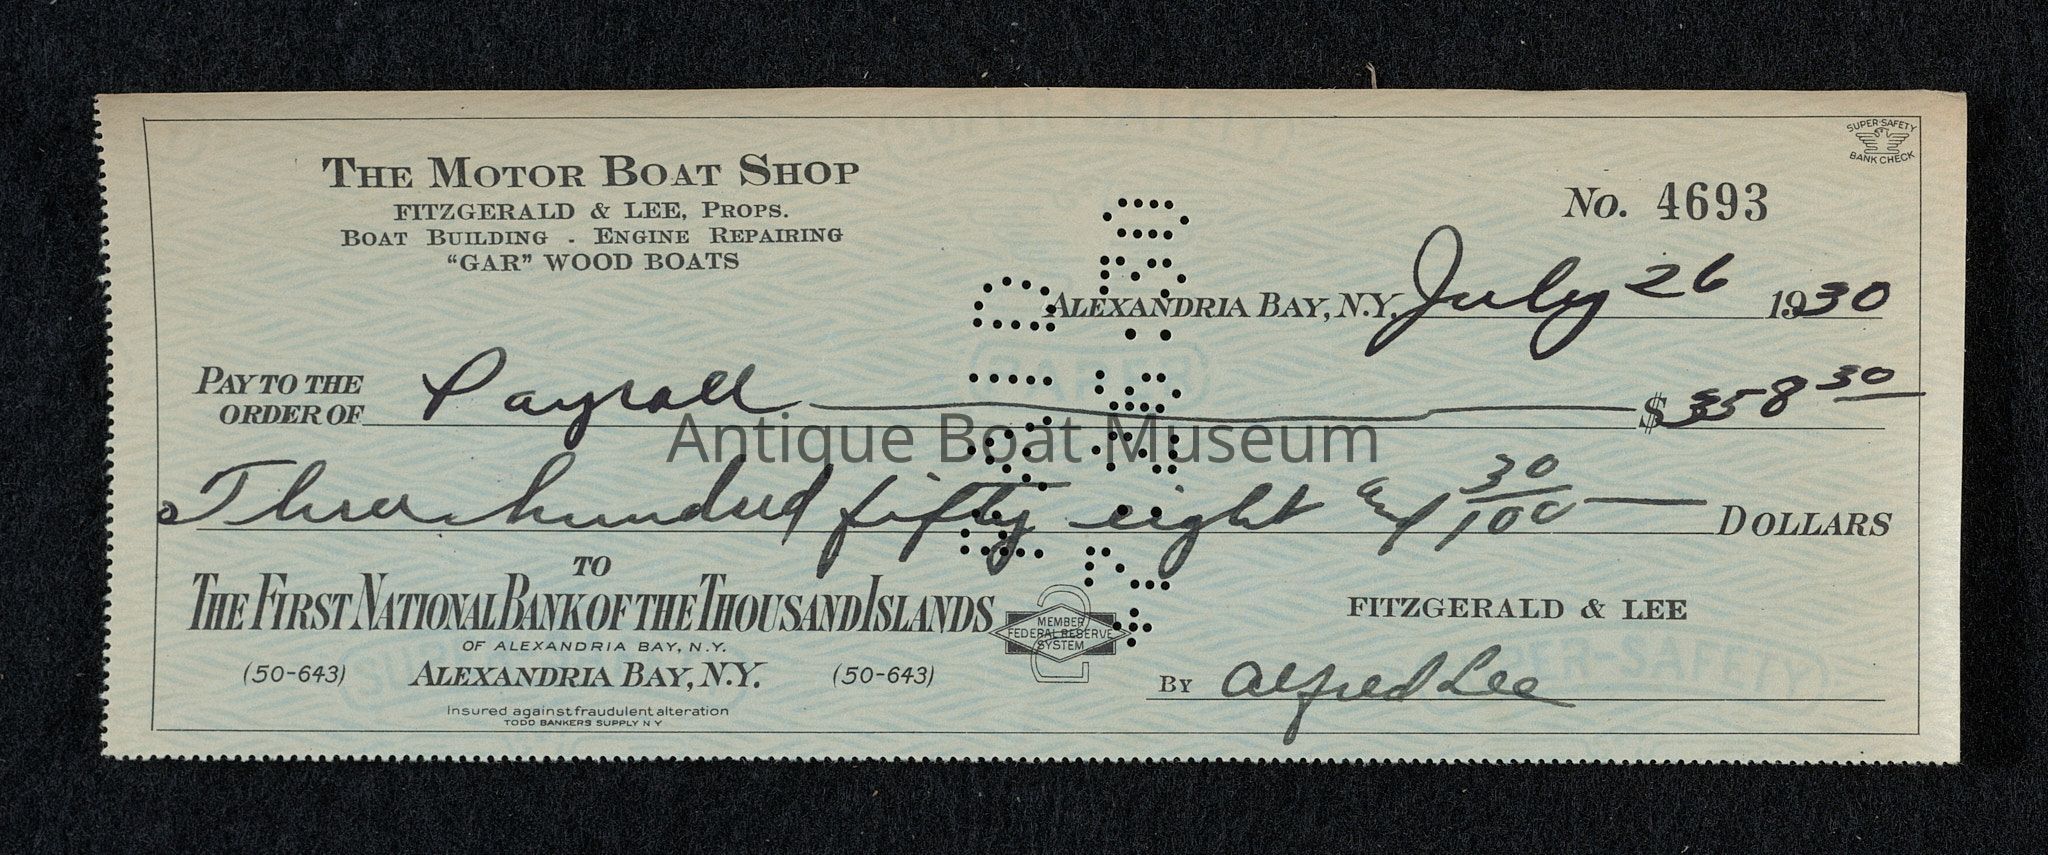 SUPER-SAFETY
BANK CHECK
THE MOTOR BOAT SHOP
FITZGERALD & LEE, PROPS.
BOAT BUILDING - ENGINE REPAIRING
"GAR" WOOD BOATS
No. 4693
ALEXANDRIA BAY, N.Y. July 26 1930
PAY TO THE
ORDER OF Payroll $358 30
Antique Boat Museum
Three hundred fifty eight and 30/100 DOLLARS
TO
THE FIRST NATIONAL BANK OF THE THOUSAND ISLANDS
OF ALEXANDRIA BAY, N.Y.
(50-643) ALEXANDRIA BAY, N.Y. (50-643)
Insured against fraudulent alteration
TODD BANKERS SUPPLY N Y
MEMBER
FEDERAL RESERVE
SYSTEM
FITZGERALD & LEE
BY Alfred Lee